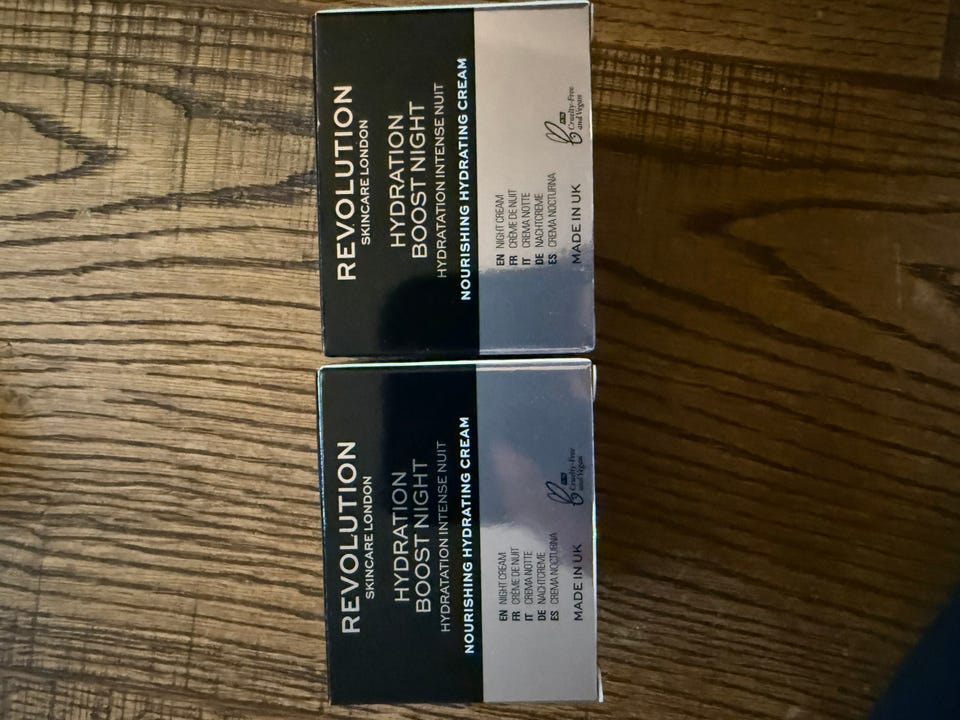 REVOLUTION
SKINCARE LONDON
HYDRATION
BOOST NIGHT
HYDRATATION INTENSE NUIT
NOURISHING HYDRATING CREAM
EN NIGHT CREAM
FR CRÈME DE NUIT
IT CREMA NOTTE
DE NACHTCREME
ES CREMA NOCTURNA
MADE IN UK
Cruelty-Free
and Vegan
REVOLUTION
SKINCARE LONDON
HYDRATION
BOOST NIGHT
HYDRATATION INTENSE NUIT
NOURISHING HYDRATING CREAM
EN NIGHT CREAM
FR CRÈME DE NUIT
IT CREMA NOTTE
DE NACHTCREME
ES CREMA NOCTURNA
MADE IN UK
Cruelty-Free
and Vegan